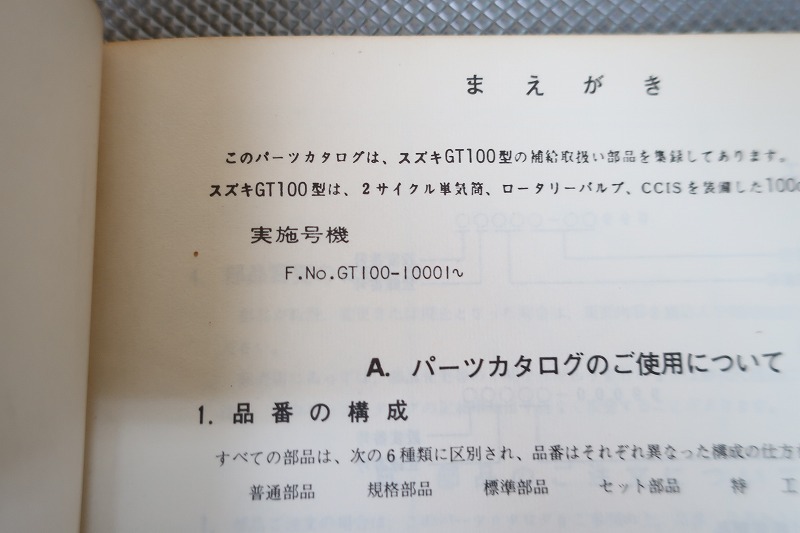 まえがき
このパーツカタログは、スズキGT100型の補給取扱い部品を集録してあります。
スズキGT100型は、2サイクル単気筒、ロータリーバルブ、CCISを装備した100c
実施号機
F.No.GT100-10001~
A. パーツカタログのご使用について
1. 品番の構成
すべての部品は、次の6種類に区別され、品番はそれぞれ異なった構成の仕方
普通部品 規格部品 標準部品 セット部品 特 工